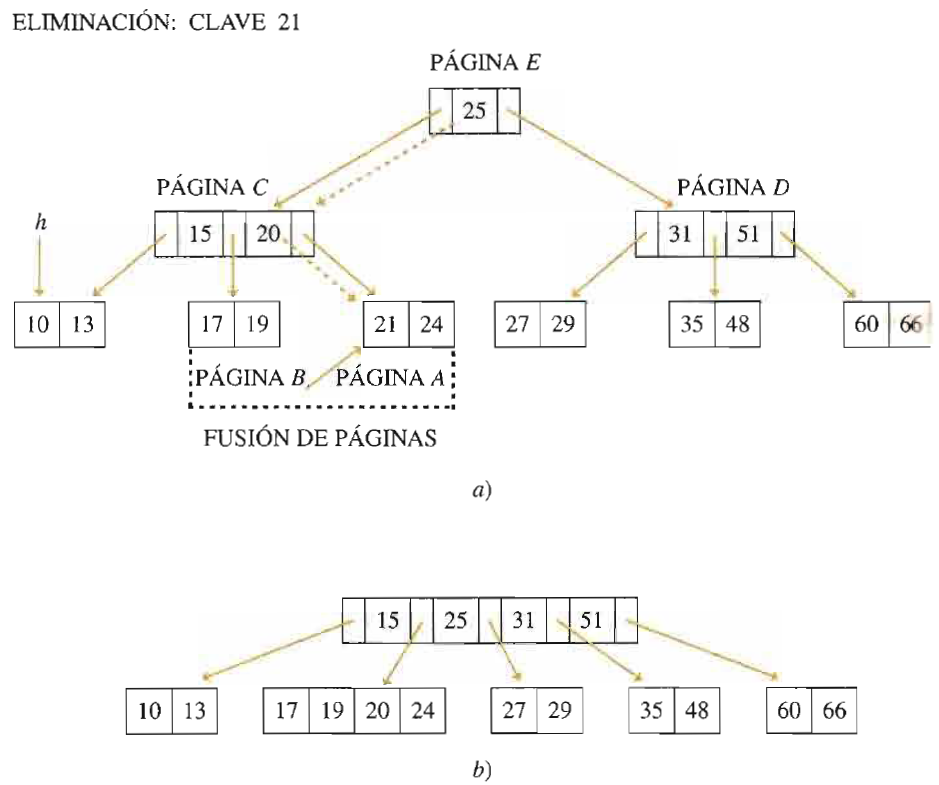 ELIMINACIÓN: CLAVE 21
PÁGINA E
25
PÁGINA C
PÁGINA D
h
15 20
31 51
10 13
17 19
21 24
27 29
35 48
60 66
PÁGINA B, PÁGINA A
FUSIÓN DE PÁGINAS
a)
15 25 31 51
10 13
17 19 20 24
27 29
35 48
60 66
b)